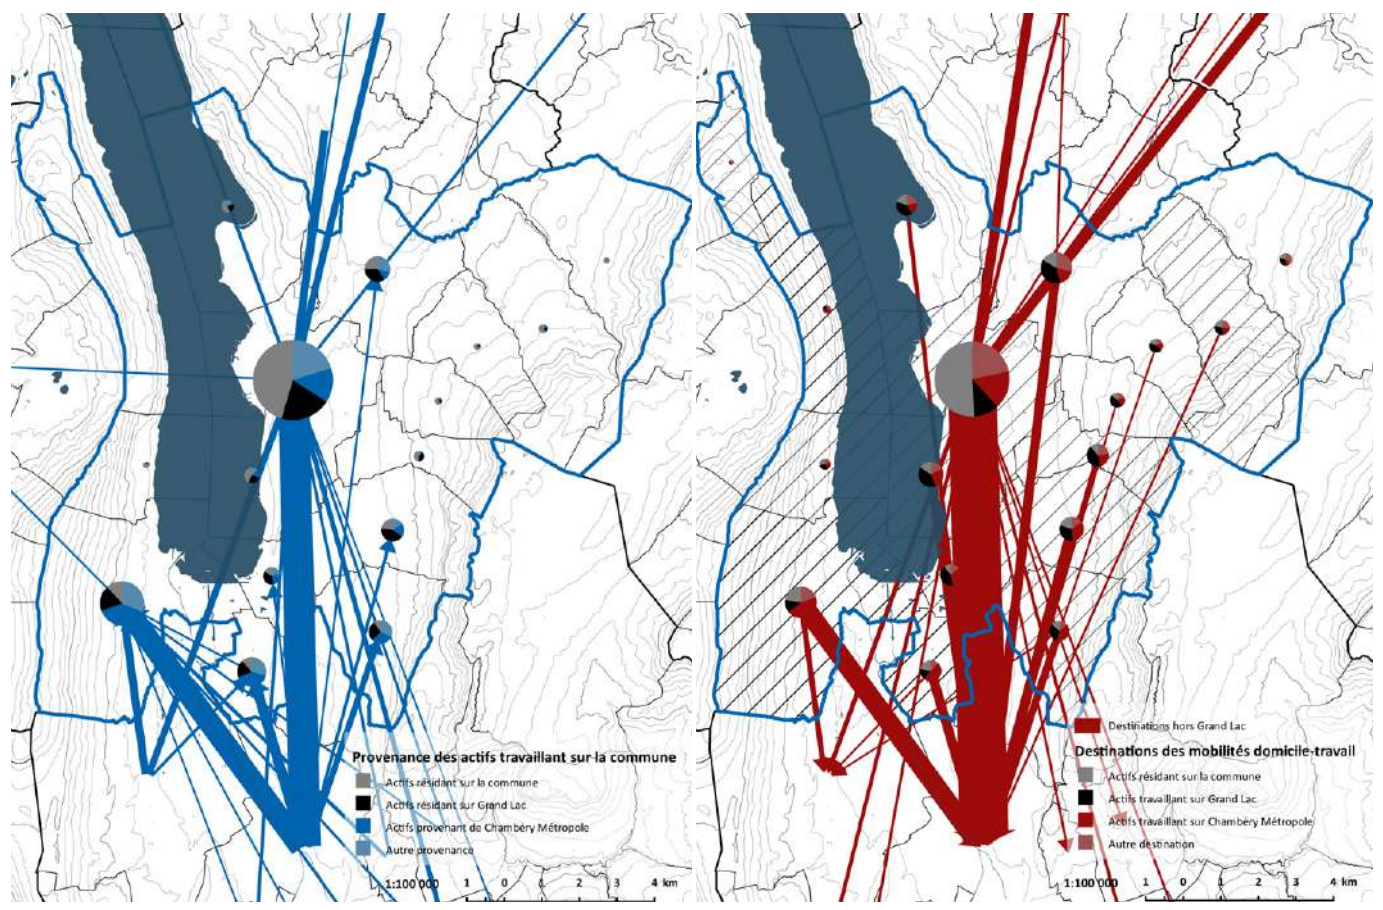 Provenance des actifs travaillant sur la commune
Actifs résidant sur la commune
Actifs résidant sur Grand Lac
Actifs provenant de Chambéry Métropole
Autre provenance
1:100 000
1 0 1 2 3 4 km
Destinations hors Grand Lac
Destinations des mobilités domicile-travail
Actifs résidant sur la commune
Actifs travaillant sur Grand Lac
Actifs travaillant sur Chambéry Métropole
Autre destination
1:100 000
1 0 1 2 3 4 km